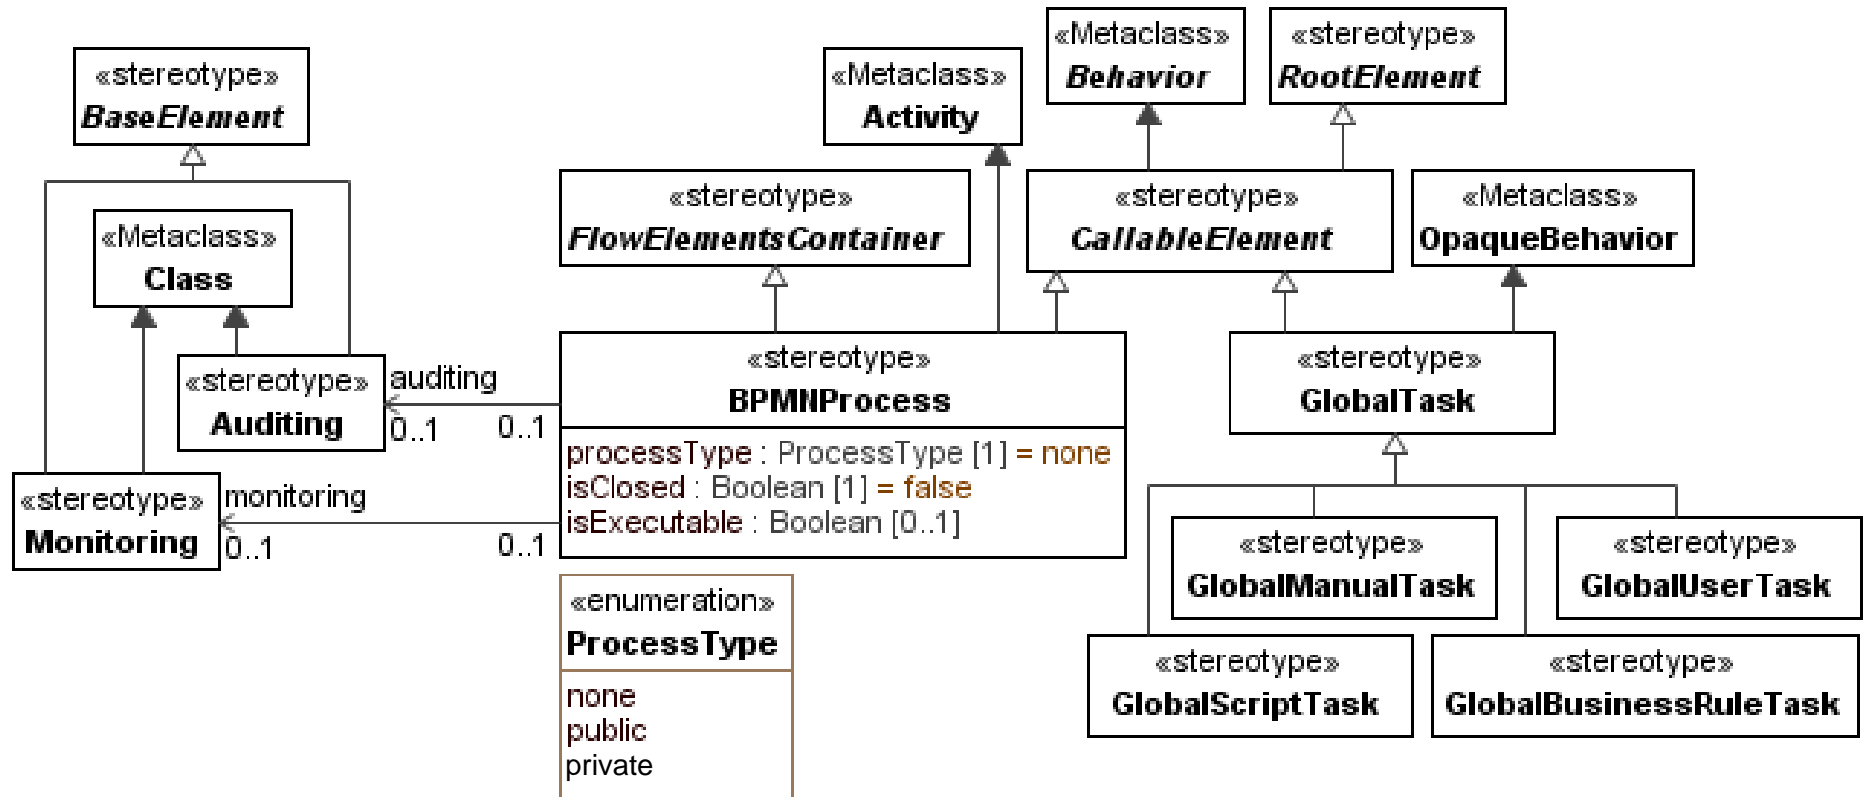 «stereotype»
BaseElement
«Metaclass»
Class
«stereotype»
Auditing
«stereotype»
Monitoring
auditing
0..1
0..1
monitoring
0..1
0..1
«stereotype»
FlowElementsContainer
«Metaclass»
Activity
«Metaclass»
Behavior
«stereotype»
RootElement
«stereotype»
CallableElement
«Metaclass»
OpaqueBehavior
«stereotype»
BPMNProcess
processType : ProcessType [1] = none
isClosed : Boolean [1] = false
isExecutable : Boolean [0..1]
«enumeration»
ProcessType
none
public
private
«stereotype»
GlobalTask
«stereotype»
GlobalManualTask
«stereotype»
GlobalUserTask
«stereotype»
GlobalScriptTask
«stereotype»
GlobalBusinessRuleTask